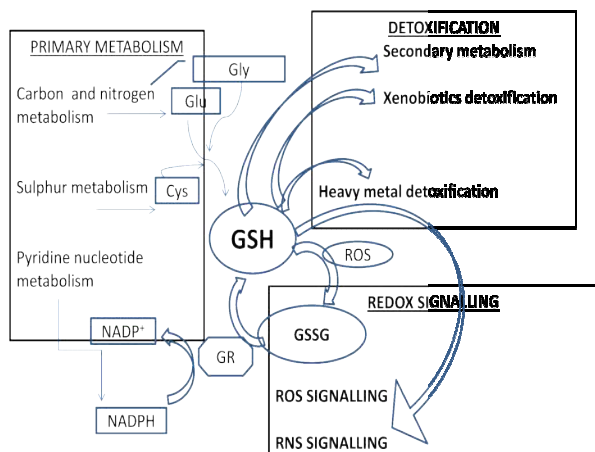 PRIMARY METABOLISM
Gly
Carbon and nitrogen
metabolism
Glu
Sulphur metabolism
Cys
Pyridine nucleotide
metabolism
NADP⁺
NADPH
GR
GSH
ROS
GSSG
DETOXIFICATION
Secondary metabolism
Xenobiotics detoxification
Heavy metal detoxification
REDOX SIGNALLING
ROS SIGNALLING
RNS SIGNALLING